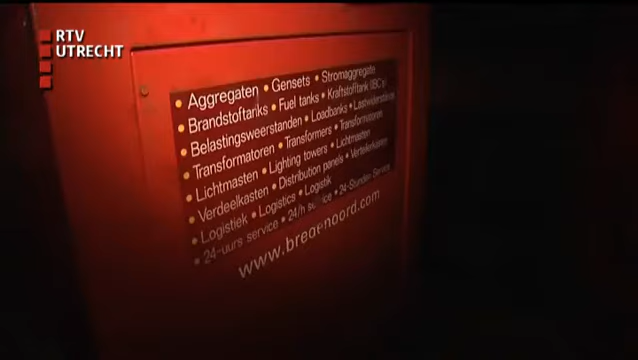 RTV
UTRECHT
• Aggregaten • Gensets • Stromaggregate
• Brandstoftanks • Fuel tanks • Kraftstofftank (IBC's)
• Belastingsweerstanden • Loadbanks • Lastwiderstände
• Transformatoren • Transformers • Transformatoren
• Lichtmasten • Lighting towers • Lichtmasten
• Verdeelkasten • Distribution panels • Verteilerkasten
• Logistiek • Logistics • Logistik
• 24-uurs service • 24/h service • 24-Stunden Service
www.bredenoord.com